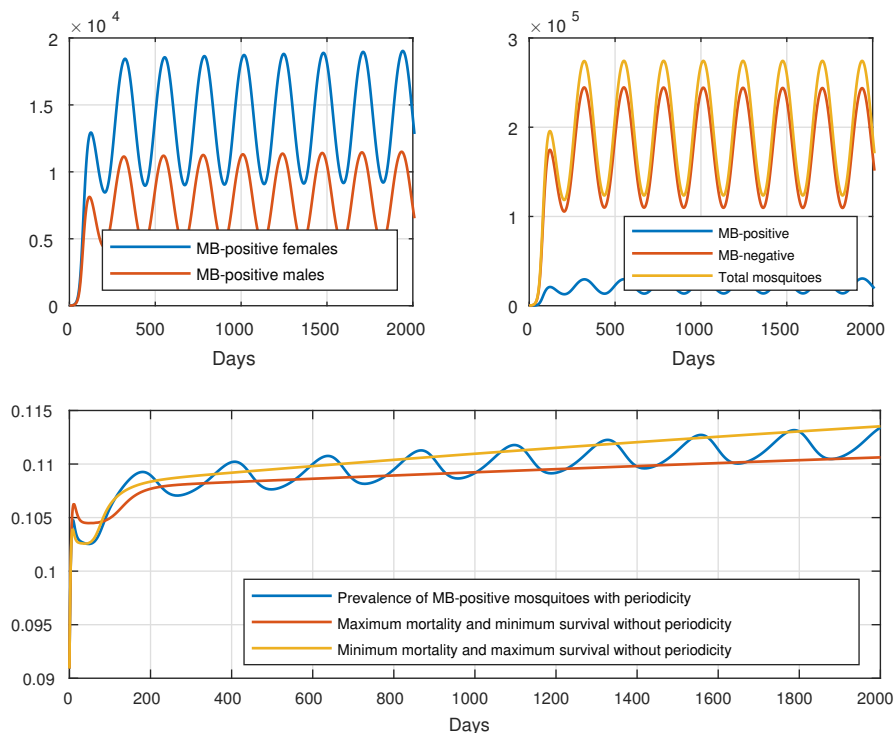 × 10^4
2
1.5
1
0.5
0
0 500 1000 1500 2000
Days
MB-positive females
MB-positive males
× 10^5
3
2
1
0
0 500 1000 1500 2000
Days
MB-positive
MB-negative
Total mosquitoes
0.115
0.11
0.105
0.1
0.095
0.09
0 200 400 600 800 1000 1200 1400 1600 1800 2000
Days
Prevalence of MB-positive mosquitoes with periodicity
Maximum mortality and minimum survival without periodicity
Minimum mortality and maximum survival without periodicity